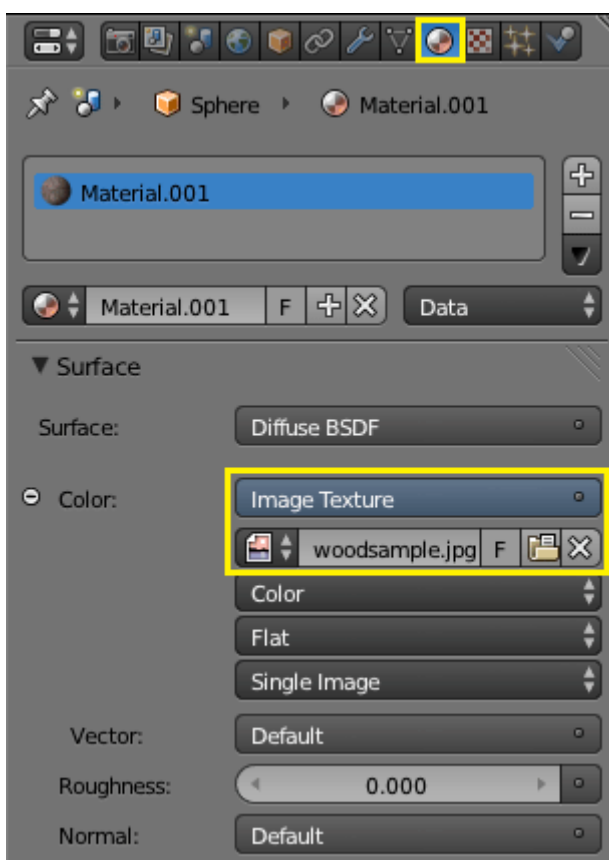 Sphere Material.001
Material.001
Material.001 F Data
Surface
Surface: Diffuse BSDF
Color: Image Texture
woodsample.jpg F
Color
Flat
Single Image
Vector: Default
Roughness: 0.000
Normal: Default